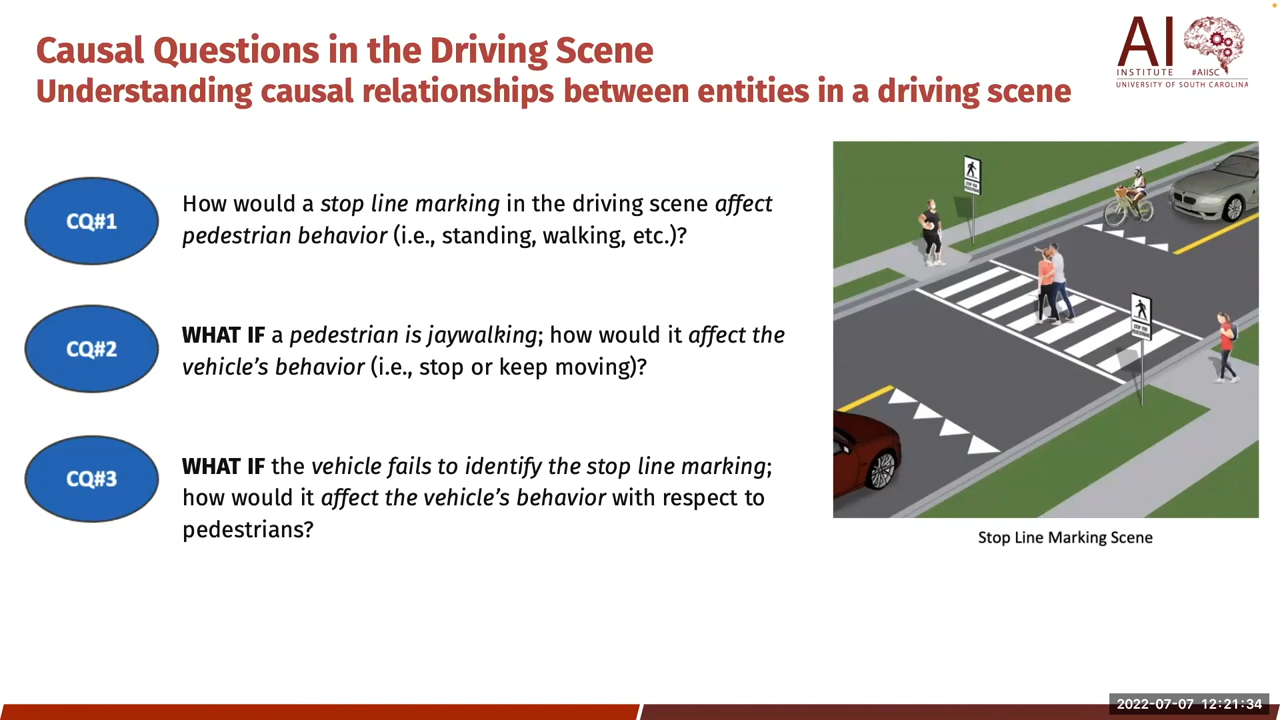 Causal Questions in the Driving Scene
Understanding causal relationships between entities in a driving scene
AI
INSTITUTE #AIISC
UNIVERSITY OF SOUTH CAROLINA
CQ#1
How would a stop line marking in the driving scene affect
pedestrian behavior (i.e., standing, walking, etc.)?
CQ#2
WHAT IF a pedestrian is jaywalking; how would it affect the
vehicle's behavior (i.e., stop or keep moving)?
CQ#3
WHAT IF the vehicle fails to identify the stop line marking;
how would it affect the vehicle's behavior with respect to
pedestrians?
Stop Line Marking Scene
2022-07-07 12:21:34